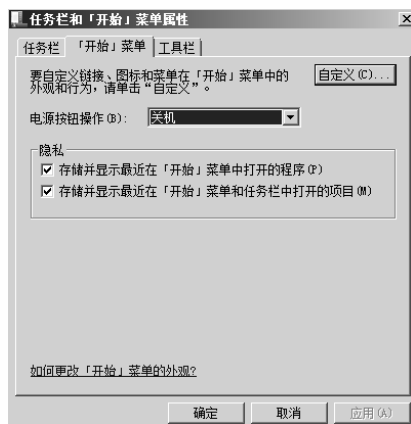 任务栏和「开始」菜单属性
任务栏 「开始」菜单 工具栏
要自定义链接、图标和菜单在「开始」菜单中的
外观和行为，请单击“自定义”。
自定义(C)...
电源按钮操作(B):
关机
隐私
存储并显示最近在「开始」菜单中打开的程序(P)
存储并显示最近在「开始」菜单和任务栏中打开的项目(M)
如何更改「开始」菜单的外观?
确定 取消 应用(A)